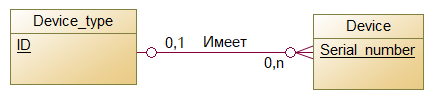 Device_type
ID
0,1
Имеет
0,n
Device
Serial_number